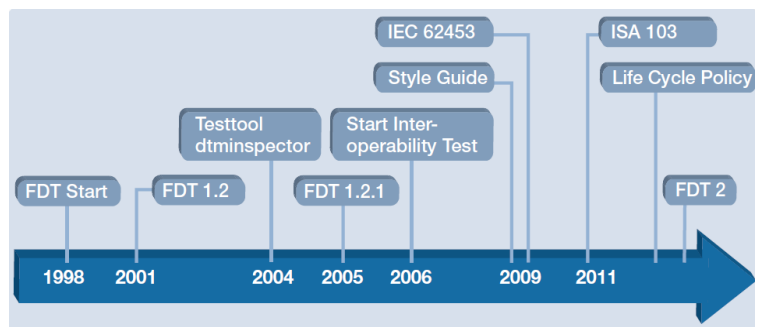 IEC 62453
ISA 103
Style Guide
Life Cycle Policy
Testtool
dtminspector
Start Inter-
operability Test
FDT Start
FDT 1.2
FDT 1.2.1
FDT 2
1998
2001
2004
2005
2006
2009
2011